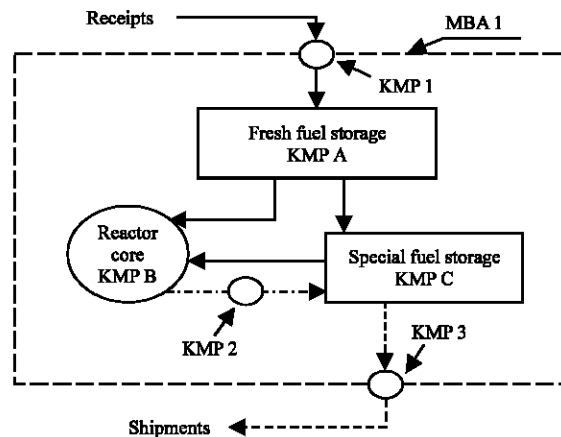 Receipts
MBA 1
KMP 1
Fresh fuel storage
KMP A
Reactor
core
KMP B
Special fuel storage
KMP C
KMP 2
KMP 3
Shipments